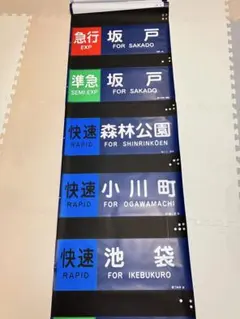 急行 坂戸
EXP FOR SAKADO
準急 坂戸
SEMI.EXP FOR SAKADO
快速 森林公園
RAPID FOR SHINRINKŌEN
快速 小川町
RAPID FOR OGAWAMACHI
快速 池袋
RAPID FOR IKEBUKURO